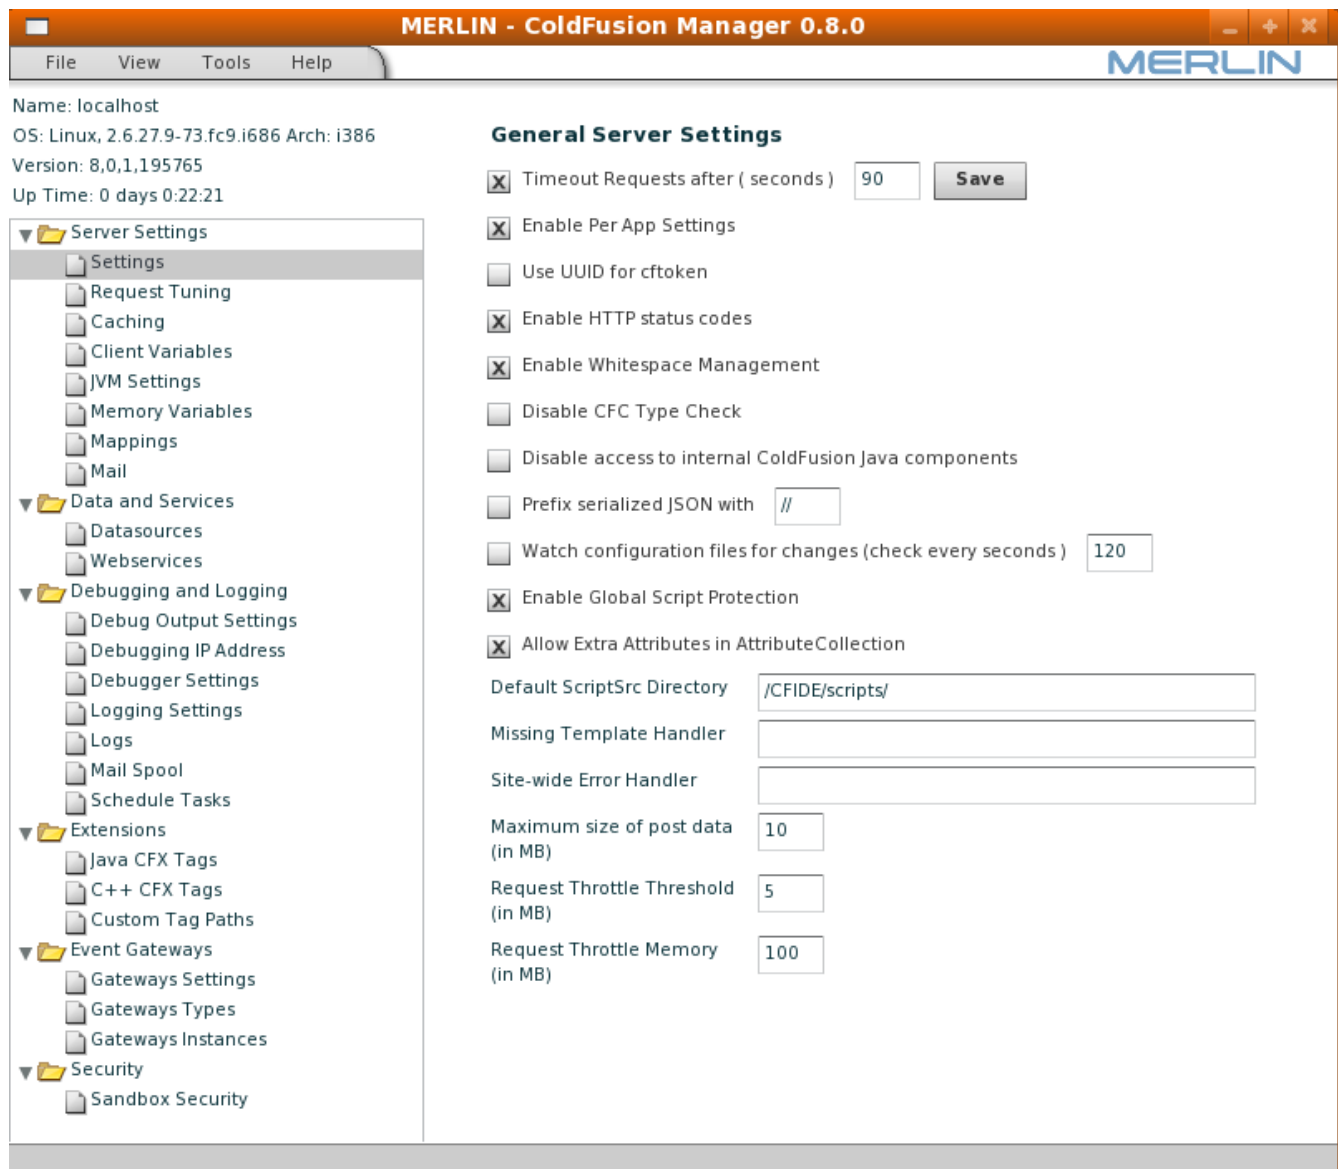 MERLIN - ColdFusion Manager 0.8.0
File View Tools Help
MERLIN
Name: localhost
OS: Linux, 2.6.27.9-73.fc9.i686 Arch: i386
Version: 8,0,1,195765
Up Time: 0 days 0:22:21
Server Settings
Settings
Request Tuning
Caching
Client Variables
JVM Settings
Memory Variables
Mappings
Mail
Data and Services
Datasources
Webservices
Debugging and Logging
Debug Output Settings
Debugging IP Address
Debugger Settings
Logging Settings
Logs
Mail Spool
Schedule Tasks
Extensions
Java CFX Tags
C++ CFX Tags
Custom Tag Paths
Event Gateways
Gateways Settings
Gateways Types
Gateways Instances
Security
Sandbox Security
General Server Settings
Timeout Requests after ( seconds ) 90 Save
Enable Per App Settings
Use UUID for cftoken
Enable HTTP status codes
Enable Whitespace Management
Disable CFC Type Check
Disable access to internal ColdFusion Java components
Prefix serialized JSON with //
Watch configuration files for changes (check every seconds ) 120
Enable Global Script Protection
Allow Extra Attributes in AttributeCollection
Default ScriptSrc Directory /CFIDE/scripts/
Missing Template Handler
Site-wide Error Handler
Maximum size of post data 10
(in MB)
Request Throttle Threshold 5
(in MB)
Request Throttle Memory 100
(in MB)